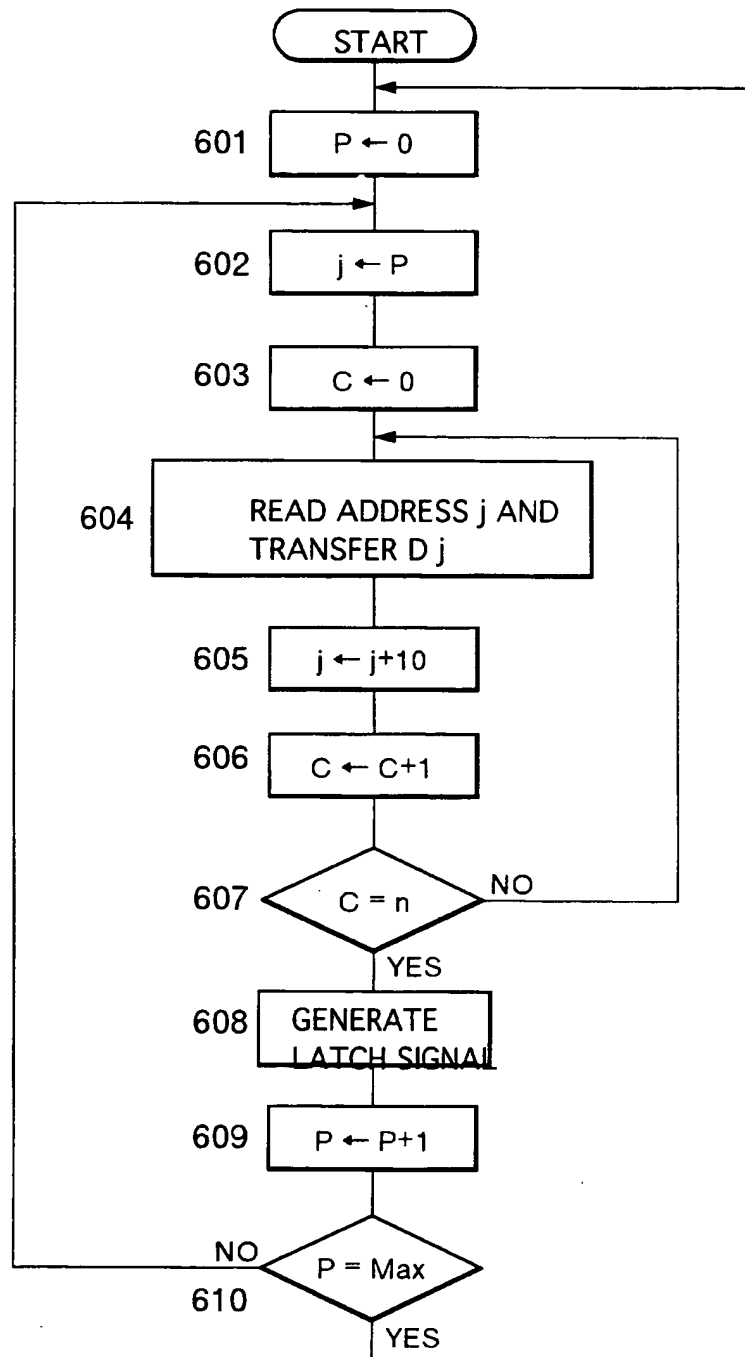 START
601
P ← 0
602
j ← P
603
C ← 0
604
READ ADDRESS j AND
TRANSFER D j
605
j ← j+10
606
C ← C+1
607
C = n
NO
YES
608
GENERATE
LATCH SIGNAL
609
P ← P+1
NO
P = Max
610
YES